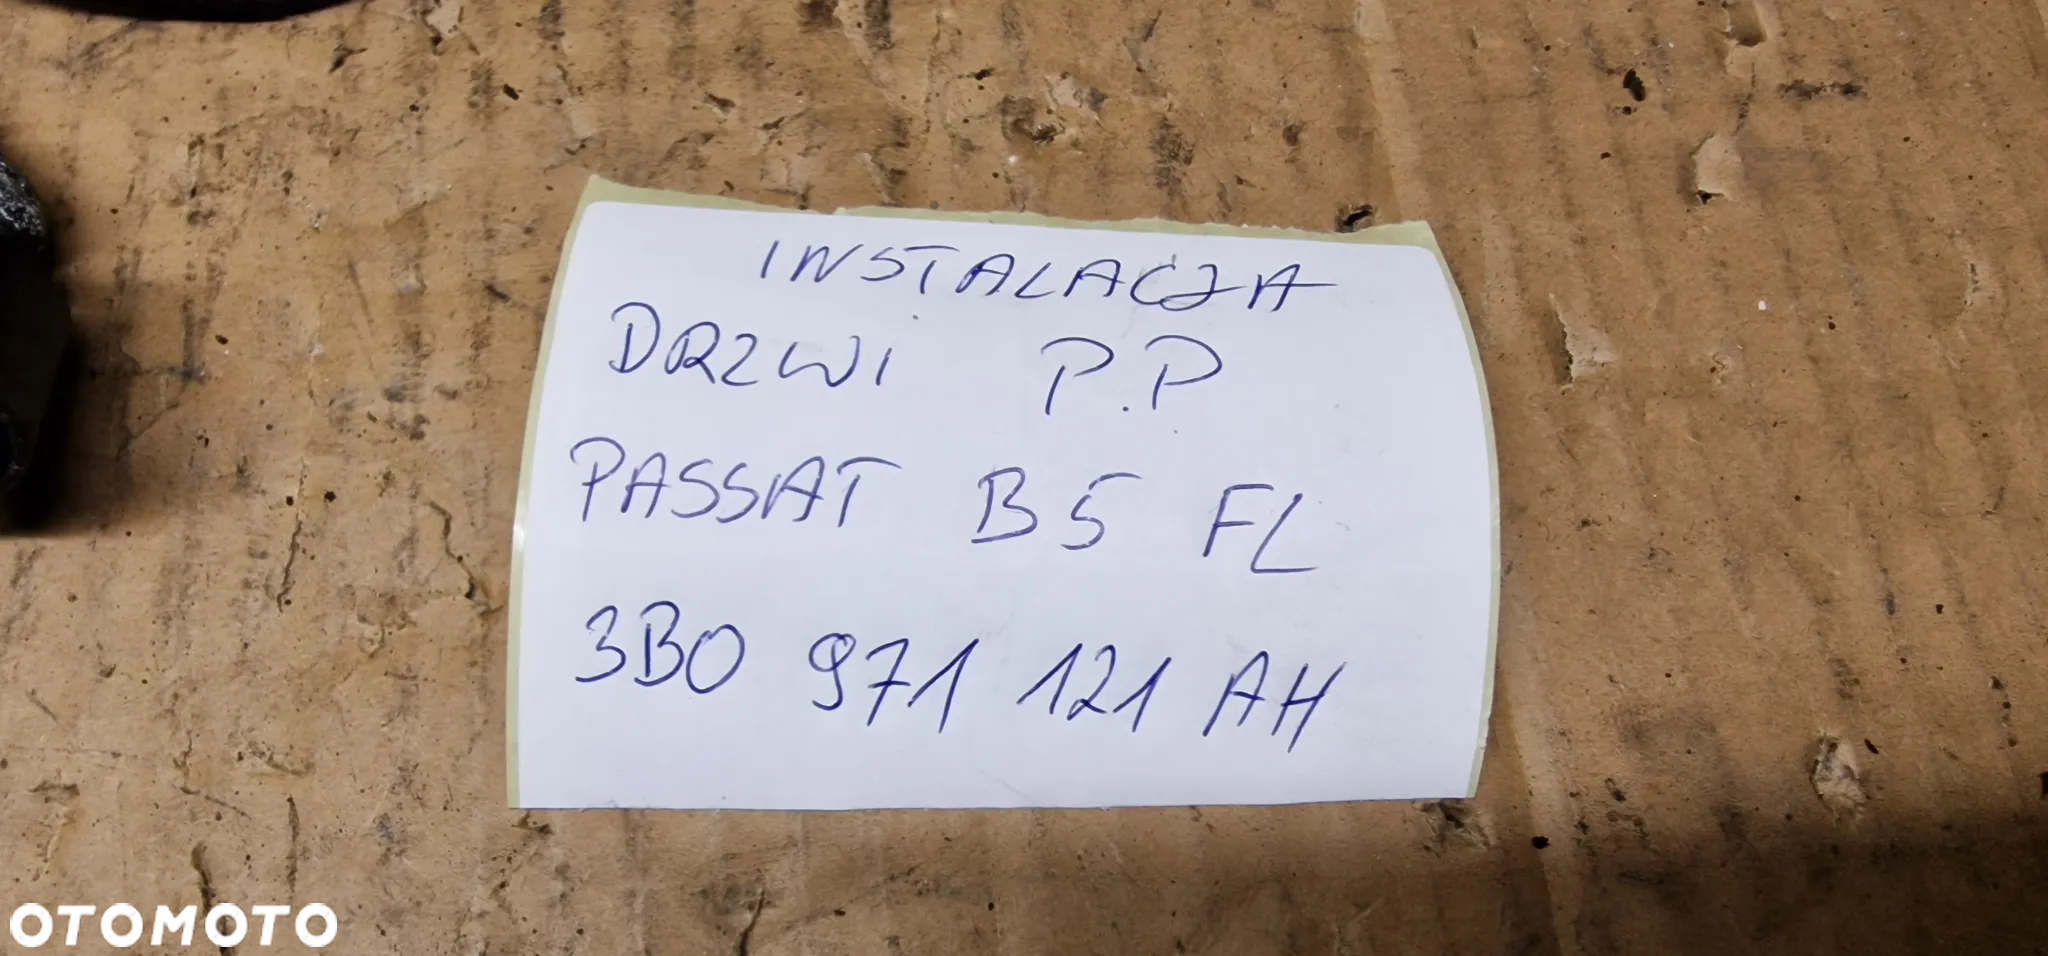 INSTALACJA
DRZWI P.P
PASSAT B5 FL
3B0 971 121 AH
OTOMOTO